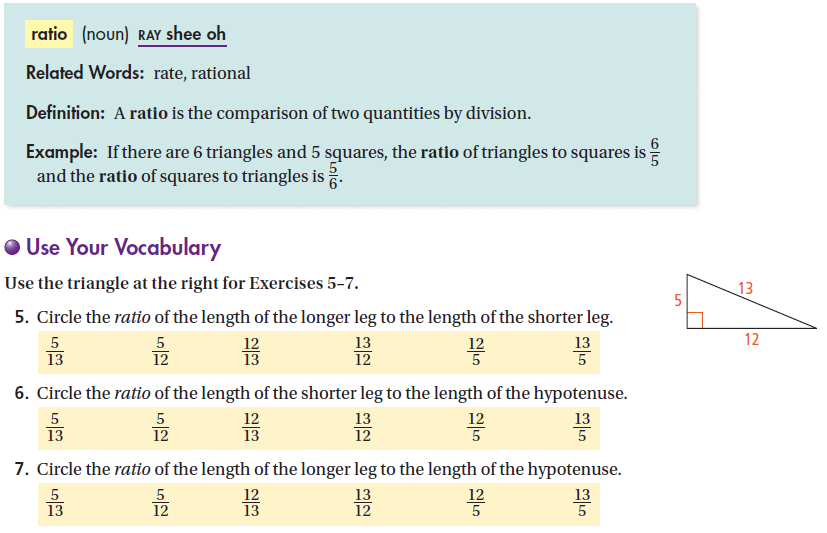 ratio (noun) RAY shee oh
Related Words: rate, rational
Definition: A ratio is the comparison of two quantities by division.
Example: If there are 6 triangles and 5 squares, the ratio of triangles to squares is 6/5
and the ratio of squares to triangles is 5/6.
Use Your Vocabulary
Use the triangle at the right for Exercises 5–7.
5. Circle the ratio of the length of the longer leg to the length of the shorter leg.
5/13 5/12 12/13 13/12 12/5 13/5
6. Circle the ratio of the length of the shorter leg to the length of the hypotenuse.
5/13 5/12 12/13 13/12 12/5 13/5
7. Circle the ratio of the length of the longer leg to the length of the hypotenuse.
5/13 5/12 12/13 13/12 12/5 13/5
13
5
12